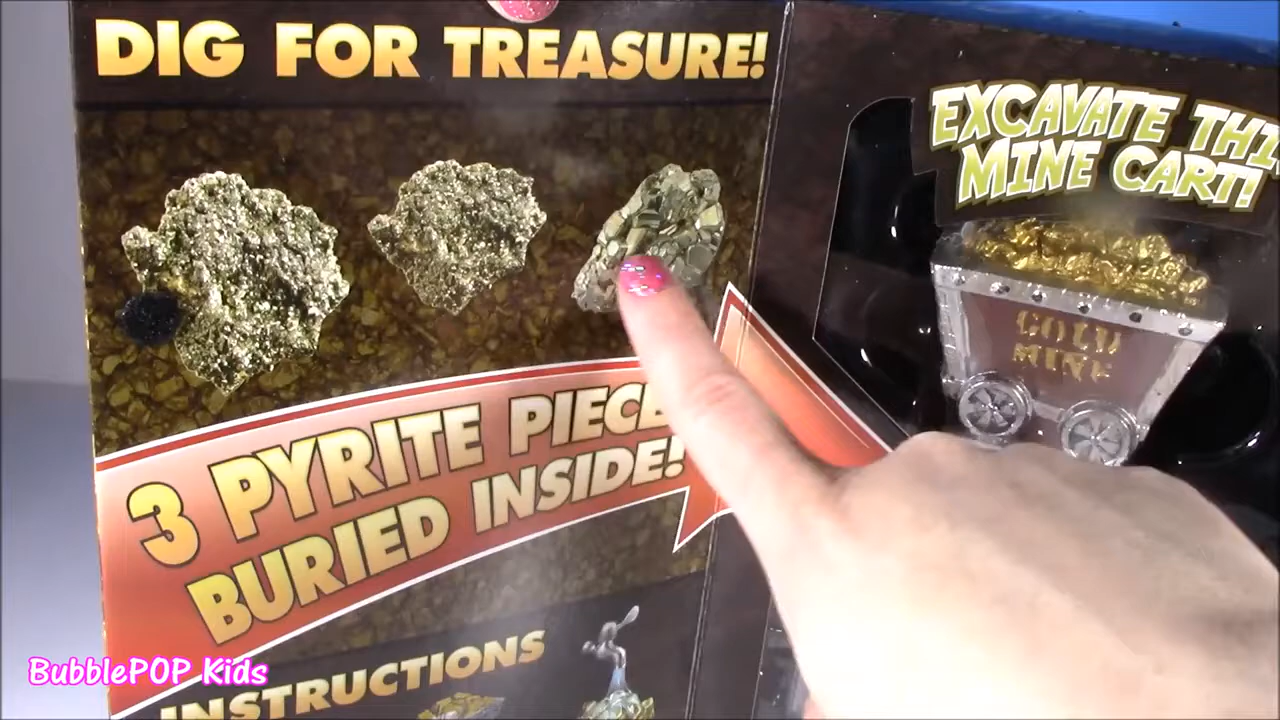 DIG FOR TREASURE!
EXCAVATE THI
MINE CART!
GOLD
MINE
3 PYRITE PIECE
BURIED INSIDE!
INSTRUCTIONS
BubblePOP Kids